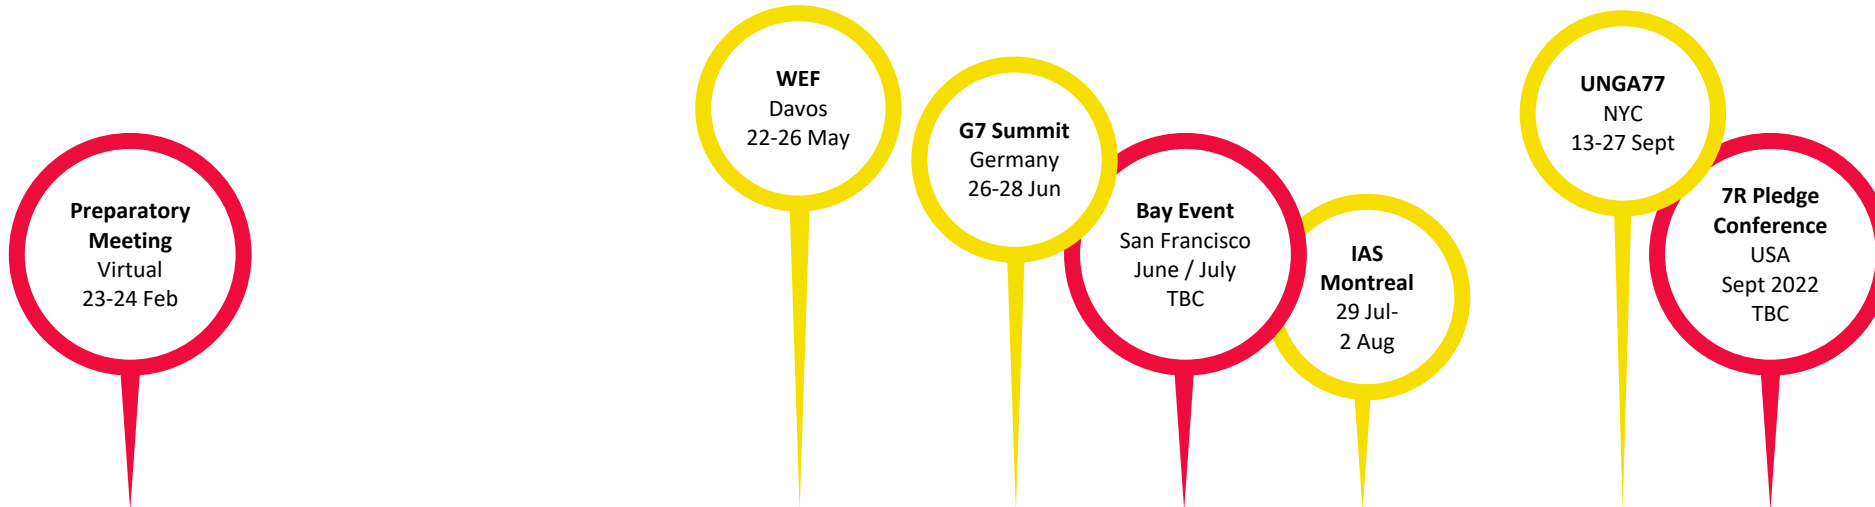 Preparatory
Meeting
Virtual
23-24 Feb
WEF
Davos
22-26 May
G7 Summit
Germany
26-28 Jun
Bay Event
San Francisco
June / July
TBC
IAS
Montreal
29 Jul-
2 Aug
UNGA77
NYC
13-27 Sept
7R Pledge
Conference
USA
Sept 2022
TBC